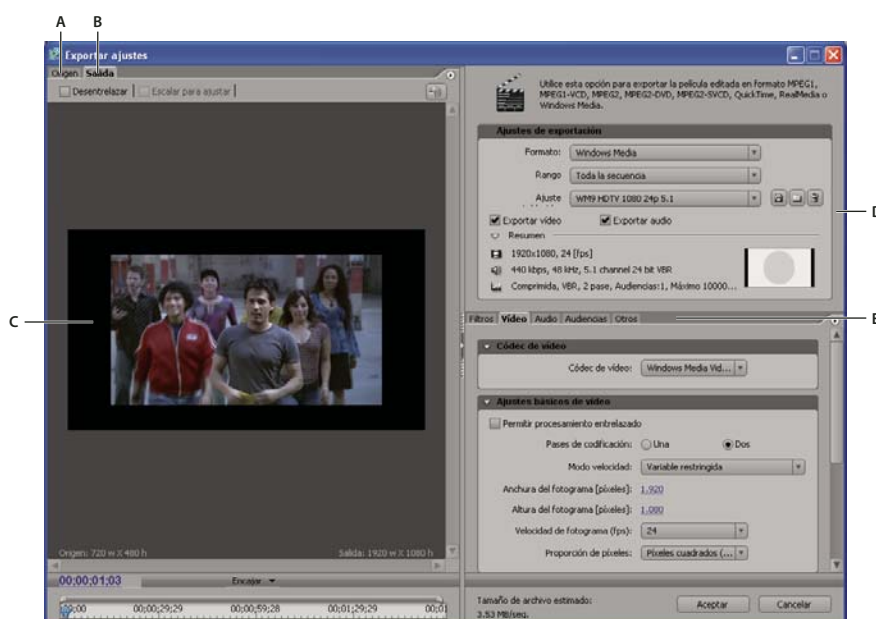 A
B
Exportar ajustes
Origen
Salida
Desentrelazar
Escalar para ajustar
Utilice esta opción para exportar la película editada en formato MPEG1,
MPEG1-VCD, MPEG2, MPEG2-DVD, MPEG2-SVCD, QuickTime, RealMedia o
Windows Media.
Ajustes de exportación
Formato: Windows Media
Rango Toda la secuencia
Ajuste WM9 HDTV 1080 24p 5.1
Exportar vídeo Exportar audio
Resumen
1920x1080, 24 [fps]
440 kbps, 48 kHz, 5.1 channel 24 bit VBR
Comprimida, VBR, 2 pase, Audiencias:1, Máximo 10000...
D
C
Filtros Vídeo Audio Audiencias Otros
E
Códec de vídeo
Códec de vídeo: Windows Media Vid...
Ajustes básicos de vídeo
Permitir procesamiento entrelazado
Pases de codificación: Una Dos
Modo velocidad: Variable restringida
Anchura del fotograma [píxeles]: 1.920
Altura del fotograma [píxeles]: 1.080
Velocidad de fotograma (fps): 24
Proporción de píxeles: Píxeles cuadrados (...
Origen: 720 w X 480 h
Salida: 1920 w X 1080 h
00;00;01;03
Encajar
00;00 00;00;29;29 00;00;59;28 00;01;29;29 00;01
Tamaño de archivo estimado:
3.53 MB/seg.
Aceptar
Cancelar